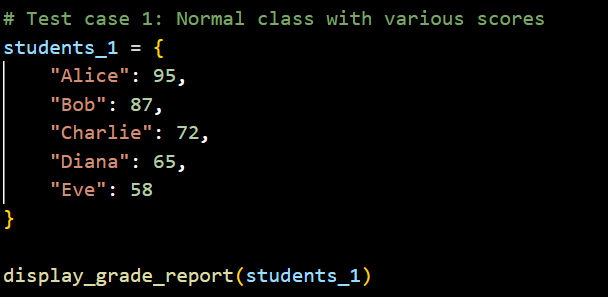 # Test case 1: Normal class with various scores
students_1 = {
    "Alice": 95,
    "Bob": 87,
    "Charlie": 72,
    "Diana": 65,
    "Eve": 58
}

display_grade_report(students_1)